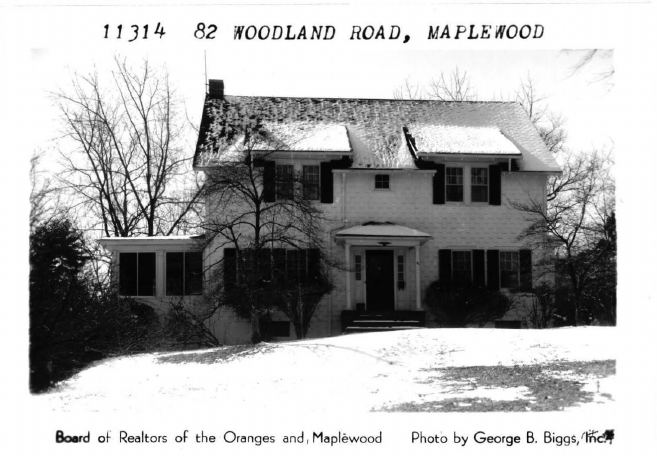 11314 82 WOODLAND ROAD, MAPLEWOOD
Board of Realtors of the Oranges and Maplewood Photo by George B. Biggs, Inc.